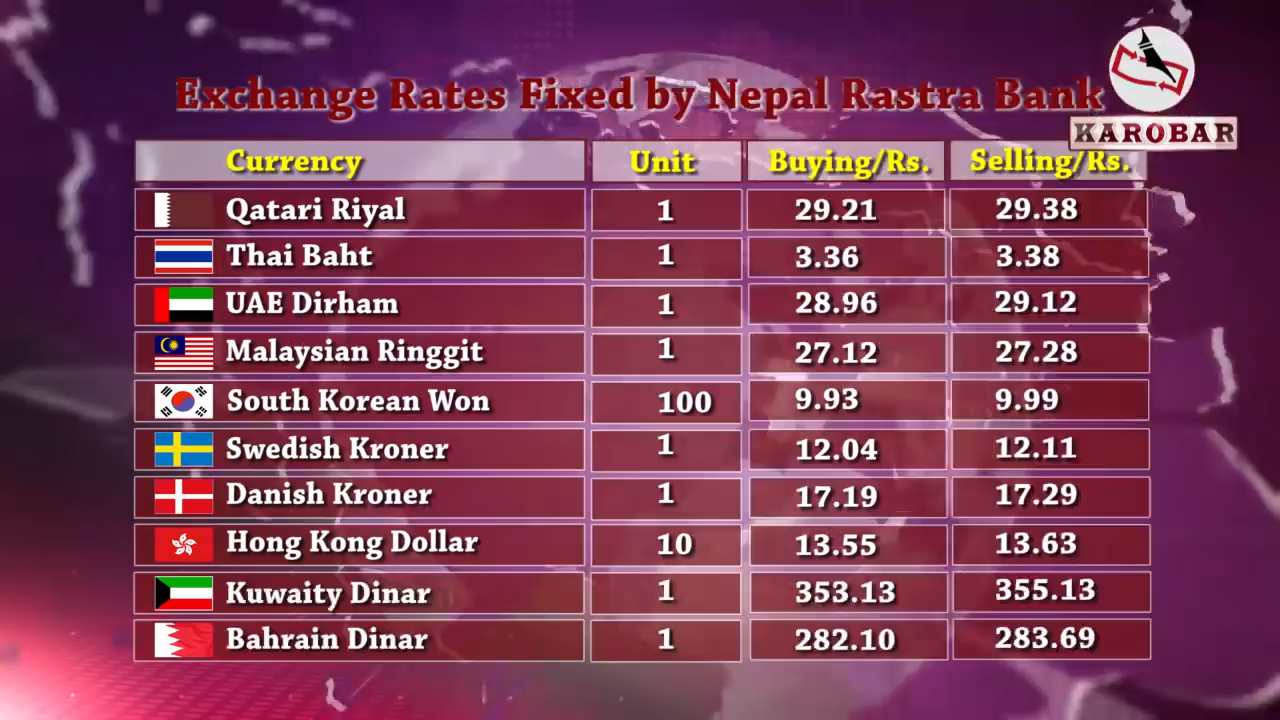 Exchange Rates Fixed by Nepal Rastra Bank
KAROBAR
Currency Unit Buying/Rs. Selling/Rs.
Qatari Riyal 1 29.21 29.38
Thai Baht 1 3.36 3.38
UAE Dirham 1 28.96 29.12
Malaysian Ringgit 1 27.12 27.28
South Korean Won 100 9.93 9.99
Swedish Kroner 1 12.04 12.11
Danish Kroner 1 17.19 17.29
Hong Kong Dollar 10 13.55 13.63
Kuwaity Dinar 1 353.13 355.13
Bahrain Dinar 1 282.10 283.69